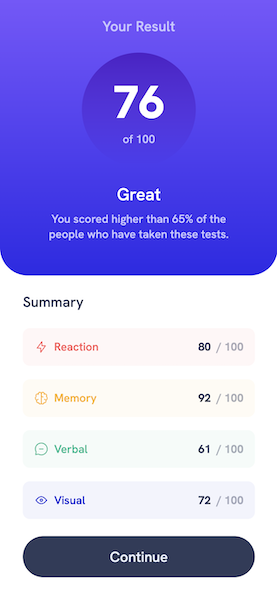 Your Result
76
of 100
Great
You scored higher than 65% of the
people who have taken these tests.
Summary
Reaction 80 / 100
Memory 92 / 100
Verbal 61 / 100
Visual 72 / 100
Continue